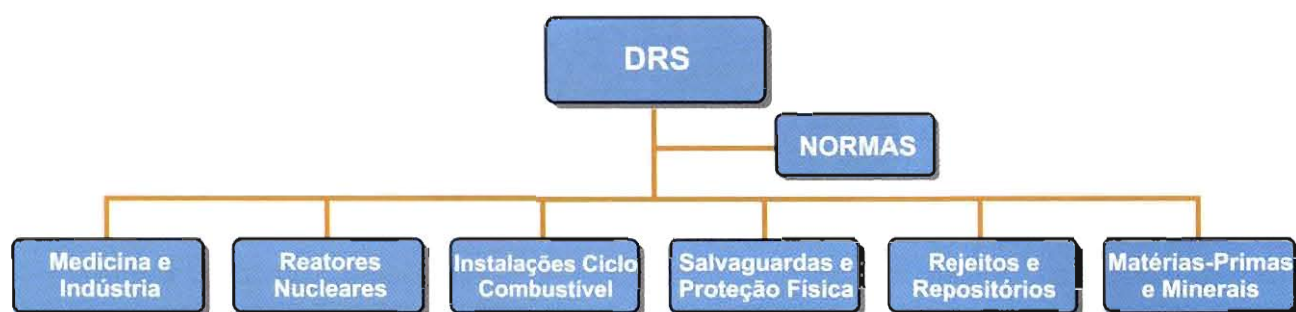 DRS
NORMAS
Medicina e
Indústria
Reatores
Nucleares
Instalações Ciclo
Combustível
Salvaguardas e
Proteção Física
Rejeitos e
Repositórios
Matérias-Primas
e Minerais